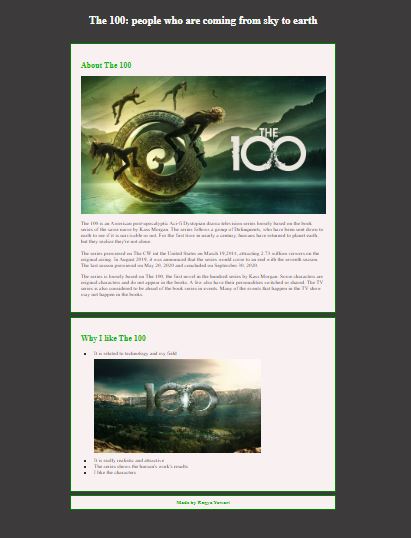 The 100: people who are coming from sky to earth
About The 100
THE
100
The 100 is an American post-apocalyptic Sci-fi Dystopian drama television series loosely based on the book
series of the same name by Kass Morgan. The series follows a group of Delinquents, who have been sent down to
earth to see if it is survivable or not. For the first time in nearly a century, humans have returned to planet earth,
but they realize they're not alone.
The series premiered on The CW int the United States on March 19,2014, attracting 2.73 million viewers on the
original airing. In August 2019, it was announced that the series would come to an end with the seventh season.
The last season premiered on May 20, 2020 and concluded on September 30, 2020.
The series is loosely based on The 100, the first novel in the hundred series by Kass Morgan. Some characters are
original characters and do not appear in the books. A few also have their personalities switched or shared. The TV
series is also considered to be ahead of the book series in events. Many of the events that happen in the TV show
may not happen in the books.
Why I like The 100
It is related to technology and my field
100
It is really realistic and attractive
The series shows the human's work's results
I like the characters
Made by